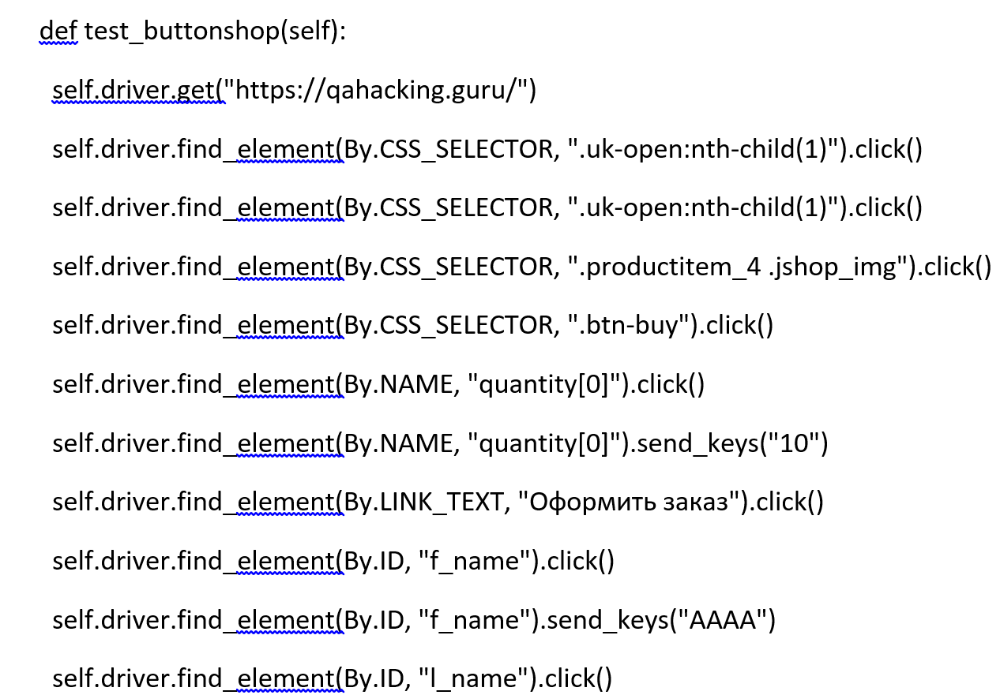 def test_buttonshop(self):
self.driver.get("https://qahacking.guru/")
self.driver.find_element(By.CSS_SELECTOR, ".uk-open:nth-child(1)").click()
self.driver.find_element(By.CSS_SELECTOR, ".uk-open:nth-child(1)").click()
self.driver.find_element(By.CSS_SELECTOR, ".productitem_4 .jshop_img").click()
self.driver.find_element(By.CSS_SELECTOR, ".btn-buy").click()
self.driver.find_element(By.NAME, "quantity[0]").click()
self.driver.find_element(By.NAME, "quantity[0]").send_keys("10")
self.driver.find_element(By.LINK_TEXT, "Оформить заказ").click()
self.driver.find_element(By.ID, "f_name").click()
self.driver.find_element(By.ID, "f_name").send_keys("AAAA")
self.driver.find_element(By.ID, "l_name").click()